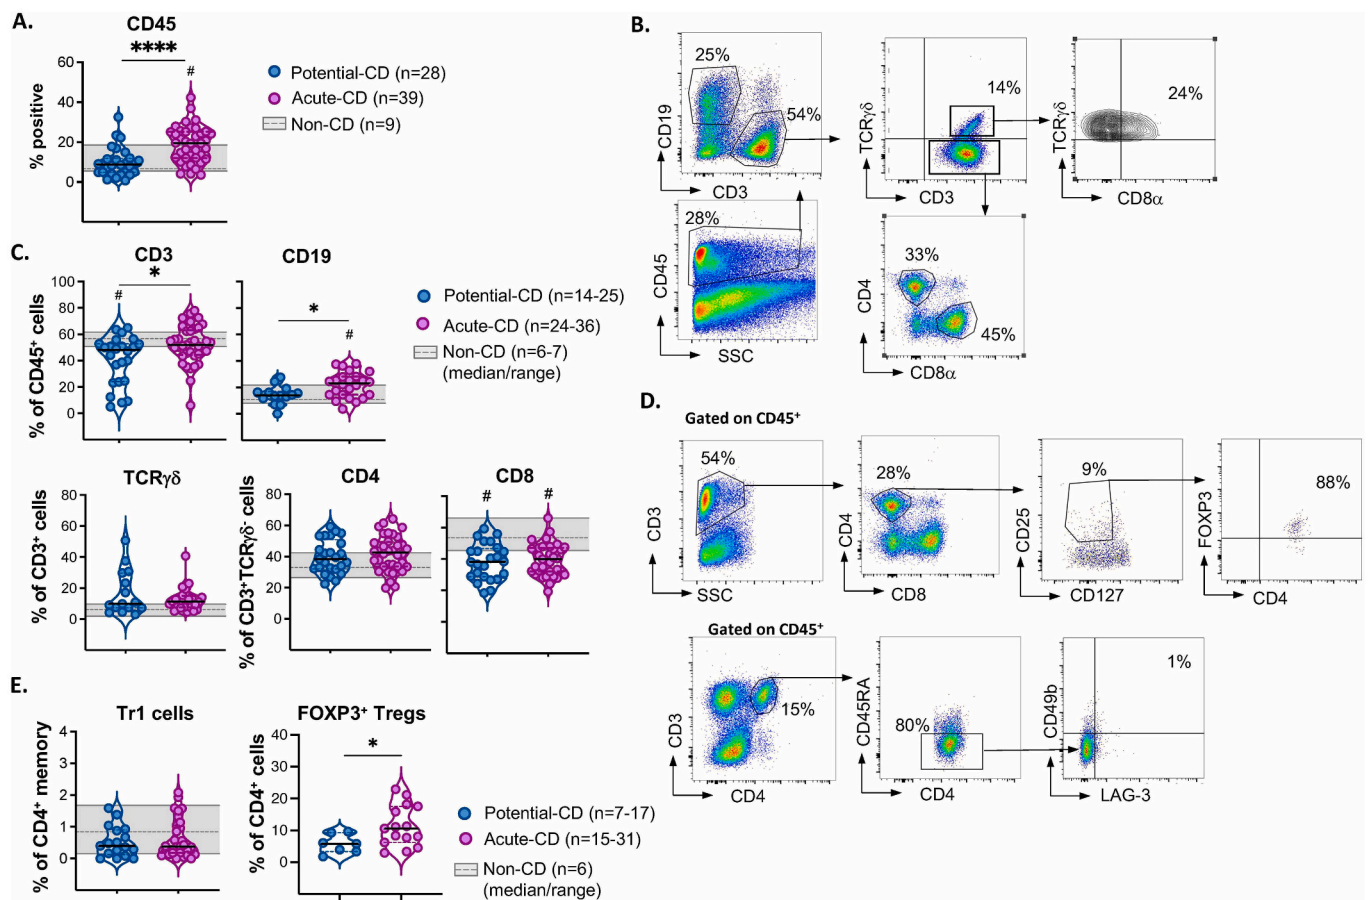 A.
CD45
****
#
% positive
60
40
20
0
Potential-CD (n=28)
Acute-CD (n=39)
Non-CD (n=9)
B.
25%
54%
CD19
CD3
14%
TCRγδ
CD3
24%
TCRγδ
CD8α
28%
CD45
SSC
33%
45%
CD4
CD8α
C.
CD3
*
#
% of CD45⁺ cells
100
80
60
40
20
0
CD19
*
#
Potential-CD (n=14-25)
Acute-CD (n=24-36)
Non-CD (n=6-7)
(median/range)
TCRγδ
% of CD3⁺ cells
80
60
40
20
0
CD4
% of CD3⁺TCRγδ⁻ cells
80
60
40
20
0
CD8
#
#
D.
Gated on CD45⁺
54%
CD3
SSC
28%
CD4
CD8
9%
CD25
CD127
88%
FOXP3
CD4
Gated on CD45⁺
15%
CD3
CD4
80%
CD45RA
CD4
1%
CD49b
LAG-3
E.
Tr1 cells
% of CD4⁺ memory
4
3
2
1
0
FOXP3⁺ Tregs
*
% of CD4⁺ cells
40
30
20
10
0
Potential-CD (n=7-17)
Acute-CD (n=15-31)
Non-CD (n=6)
(median/range)